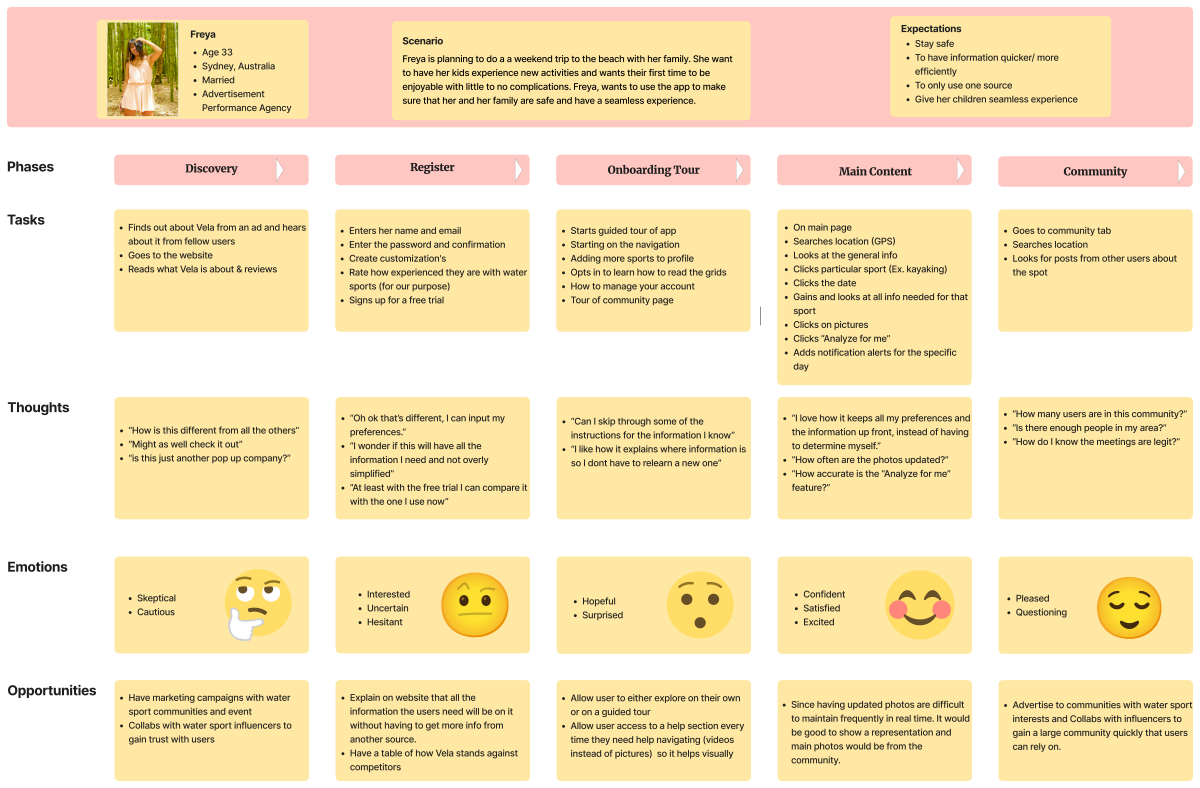 Freya
• Age 33
• Sydney, Australia
• Married
• Advertisement
Performance Agency
Scenario
Freya is planning to do a a weekend trip to the beach with her family. She want
to have her kids experience new activities and wants their first time to be
enjoyable with little to no complications. Freya, wants to use the app to make
sure that her and her family are safe and have a seamless experience.
Expectations
• Stay safe
• To have information quicker/ more
efficiently
• To only use one source
• Give her children seamless experience
Phases
Discovery
Register
Onboarding Tour
Main Content
Community
Tasks
• Finds out about Vela from an ad and hears
about it from fellow users
• Goes to the website
• Reads what Vela is about & reviews
• Enters her name and email
• Enter the password and confirmation
• Create customization's
• Rate how experienced they are with water
sports (for our purpose)
• Signs up for a free trial
• Starts guided tour of app
• Starting on the navigation
• Adding more sports to profile
• Opts in to learn how to read the grids
• How to manage your account
• Tour of community page
• On main page
• Searches location (GPS)
• Looks at the general info
• Clicks particular sport (Ex. kayaking)
• Clicks the date
• Gains and looks at all info needed for that
sport
• Clicks on pictures
• Clicks “Analyze for me”
• Adds notification alerts for the specific
day
• Goes to community tab
• Searches location
• Looks for posts from other users about
the spot
Thoughts
• “How is this different from all the others”
• “Might as well check it out”
• “is this just another pop up company?”
• “Oh ok that’s different, I can input my
preferences.”
• “I wonder if this will have all the
information I need and not overly
simplified”
• “At least with the free trial I can compare it
with the one I use now”
• “Can I skip through some of the
instructions for the information I know”
• “I like how it explains where information is
so I dont have to relearn a new one”
• “I love how it keeps all my preferences and
the information up front, instead of having
to determine myself.”
• “How often are the photos updated?”
• “How accurate is the “Analyze for me”
feature?”
• “How many users are in this community?”
• “Is there enough people in my area?”
• “How do I know the meetings are legit?”
Emotions
• Skeptical
• Cautious
• Interested
• Uncertain
• Hesitant
• Hopeful
• Surprised
• Confident
• Satisfied
• Excited
• Pleased
• Questioning
Opportunities
• Have marketing campaigns with water
sport communities and event
• Collabs with water sport influencers to
gain trust with users
• Explain on website that all the
information the users need will be on it
without having to get more info from
another source.
• Have a table of how Vela stands against
competitors
• Allow user to either explore on their own
or on a guided tour
• Allow user access to a help section every
time they need help navigating (videos
instead of pictures) so it helps visually
• Since having updated photos are difficult
to maintain frequently in real time. It would
be good to show a representation and
main photos would be from the
community.
• Advertise to communities with water sport
interests and Collabs with influencers to
gain a large community quickly that users
can rely on.